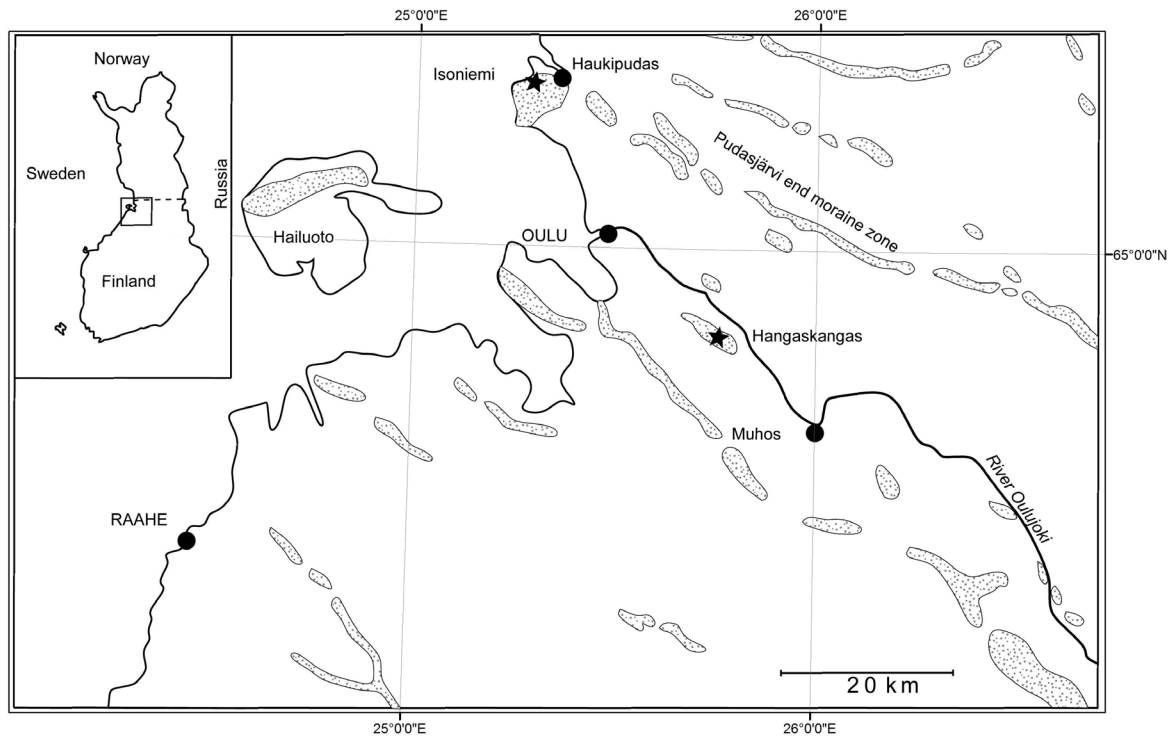 25°0'0"E
26°0'0"E
Norway
Isoniemi
Haukipudas
Sweden
Russia
Pudasjärvi end moraine zone
Hailuoto
OULU
65°0'0"N
Finland
Hangaskangas
Muhos
River Oulujoki
RAAHE
20 km
25°0'0"E
26°0'0"E